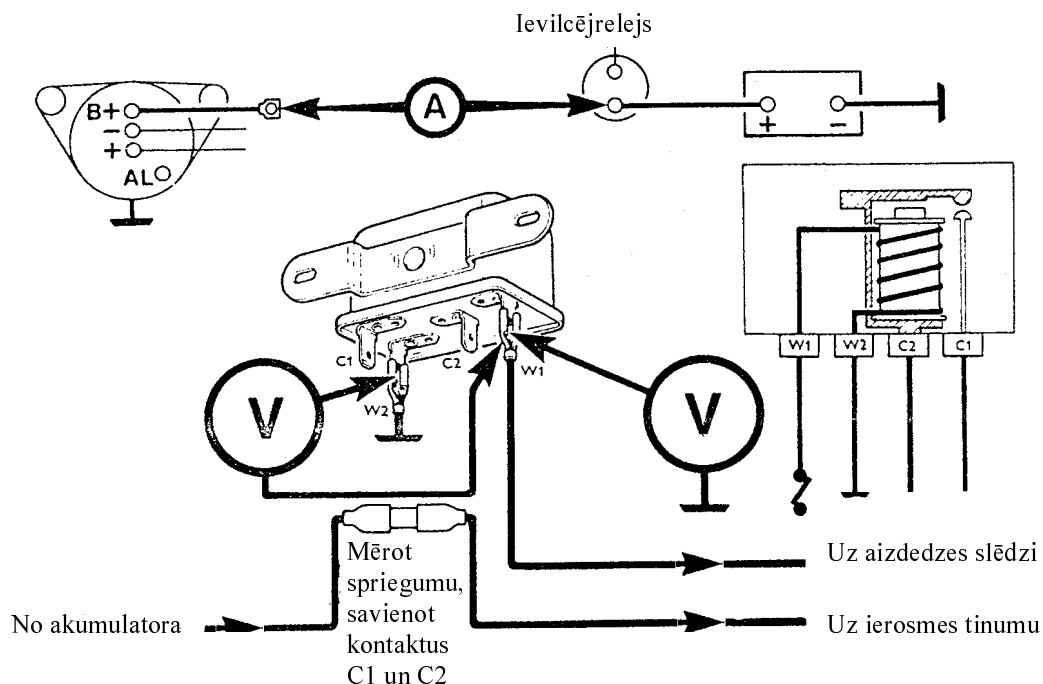 Ievilcējrelejs
A
B+
−
+
AL
+ −
C1
C2
W1
W2
V
V
W1 W2 C2 C1
Mērot
spriegumu,
savienot
kontaktus
C1 un C2
No akumulatora
Uz aizdedzes slēdzi
Uz ierosmes tinumu